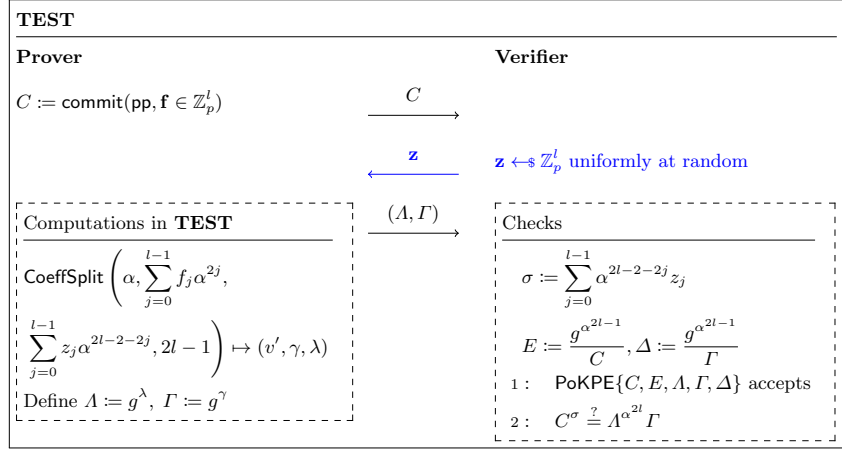 TEST
Prover Verifier
C := commit(pp, f ∈ ℤ_p^l) C
z z ←$ ℤ_p^l uniformly at random
(Λ, Γ)
Computations in TEST Checks
CoeffSplit ( α, ∑_{j=0}^{l−1} f_j α^{2j}, σ := ∑_{j=0}^{l−1} α^{2l−2−2j} z_j
∑_{j=0}^{l−1} z_j α^{2l−2−2j}, 2l − 1 ) ↦ (v′, γ, λ) E := g^{α^{2l−1}} / C, Δ := g^{α^{2l−1}} / Γ
1 : PoKPE{C, E, Λ, Γ, Δ} accepts
Define Λ := g^λ, Γ := g^γ 2 : C^σ ≟ Λ^{α^{2l}} Γ